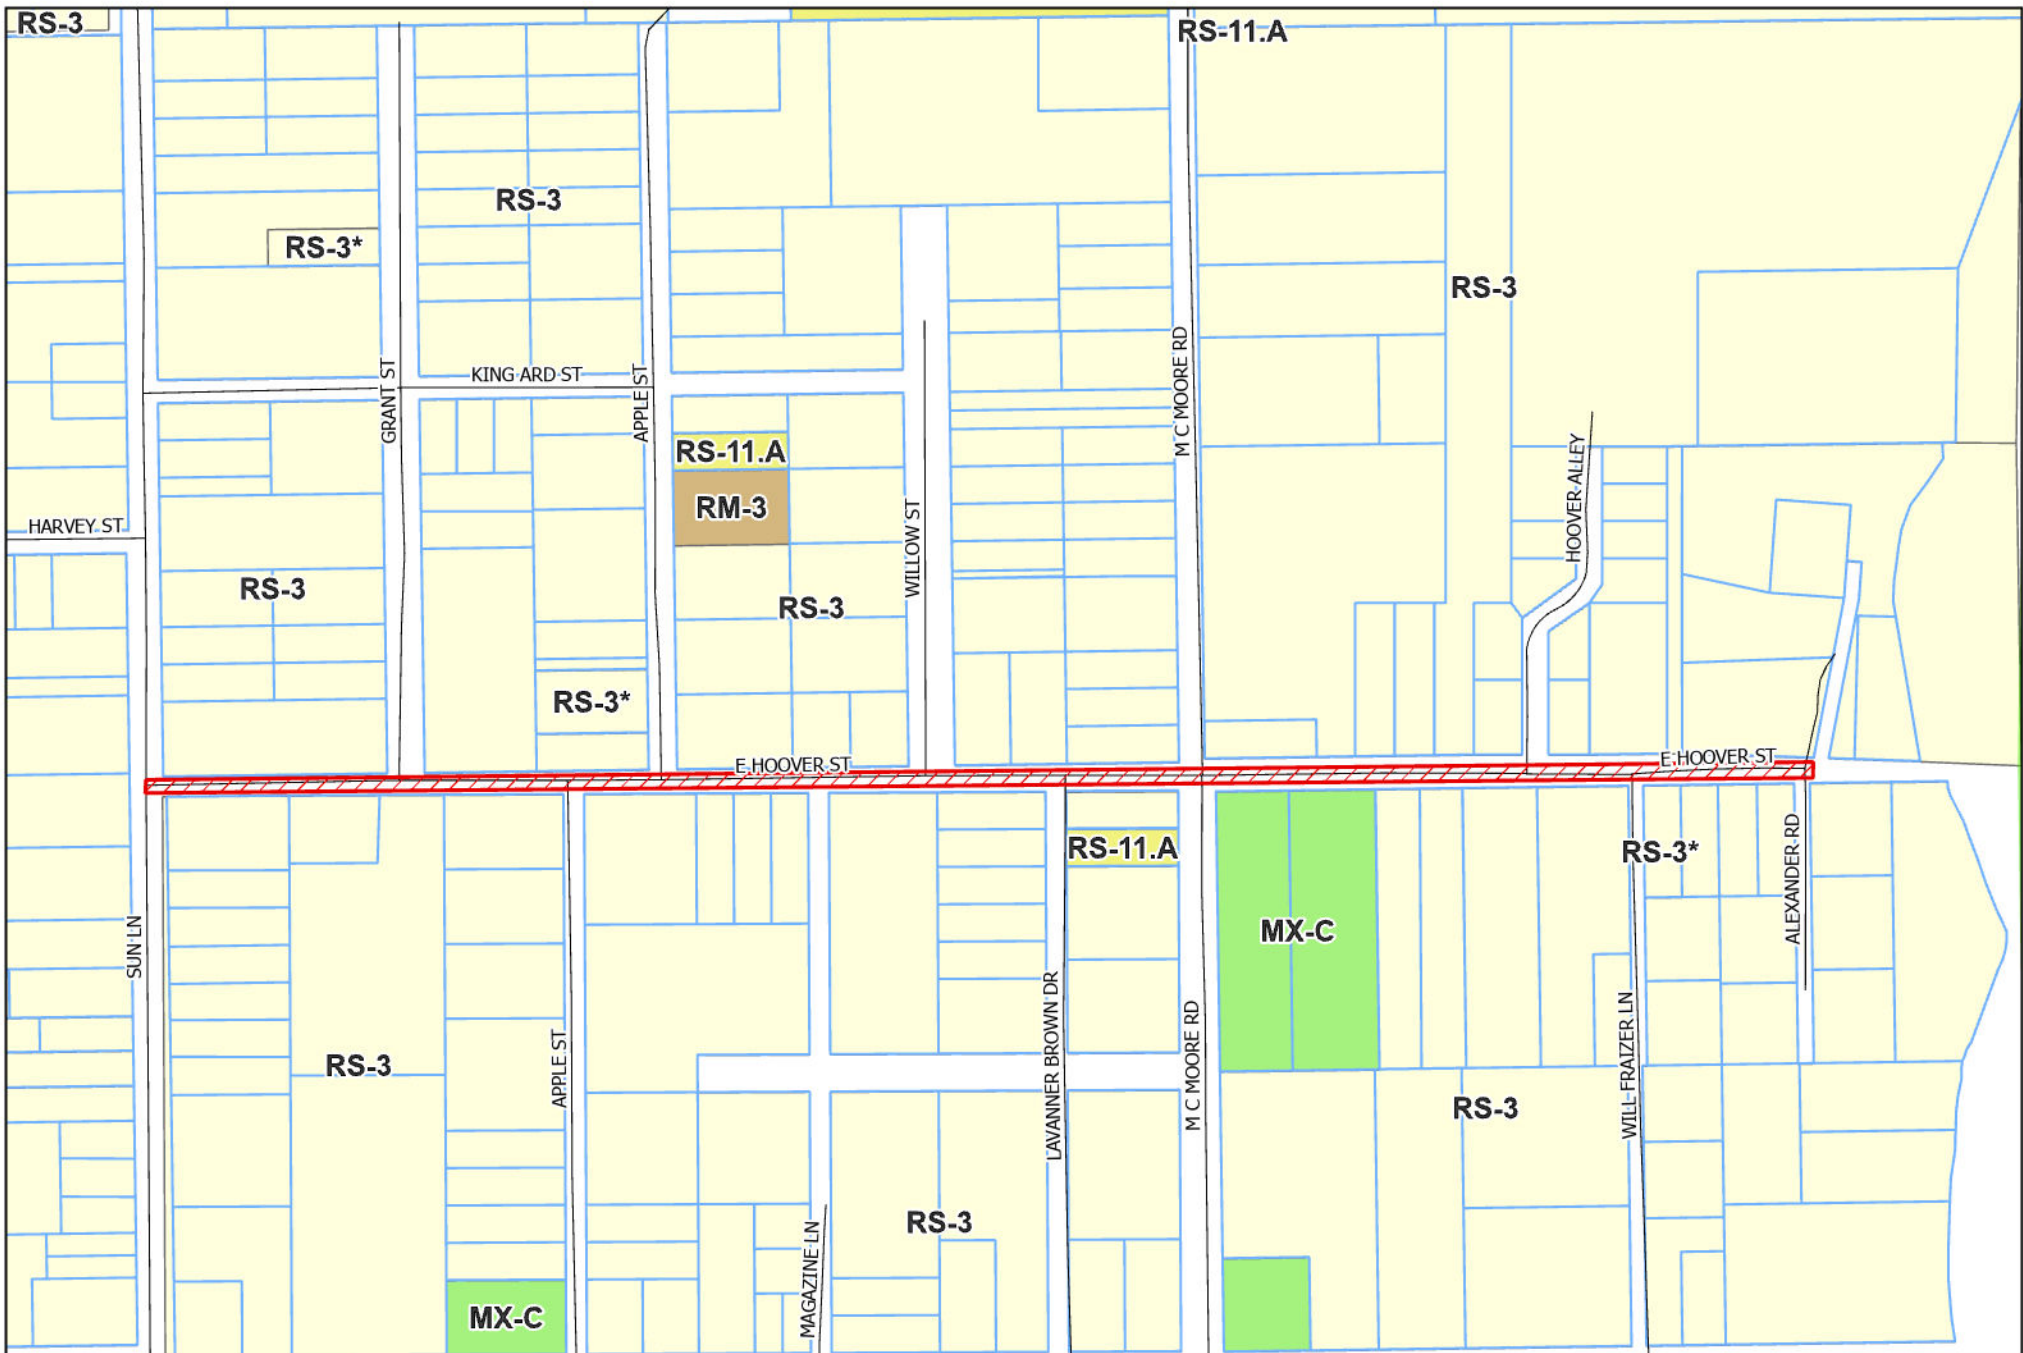 RS-3
RS-11.A
RS-3
RS-3*
RS-3
GRANT ST
KING ARD ST
APPLE ST
M C MOORE RD
RS-11.A
RM-3
HOOVER ALLEY
HARVEY ST
WILLOW ST
RS-3
RS-3
RS-3*
E HOOVER ST
E HOOVER ST
RS-11.A
RS-3*
ALEXANDER RD
SUN LN
MX-C
LAVANNER BROWN DR
M C MOORE RD
WILL FRAIZER LN
APPLE ST
RS-3
RS-3
RS-3
MAGAZINE LN
MX-C